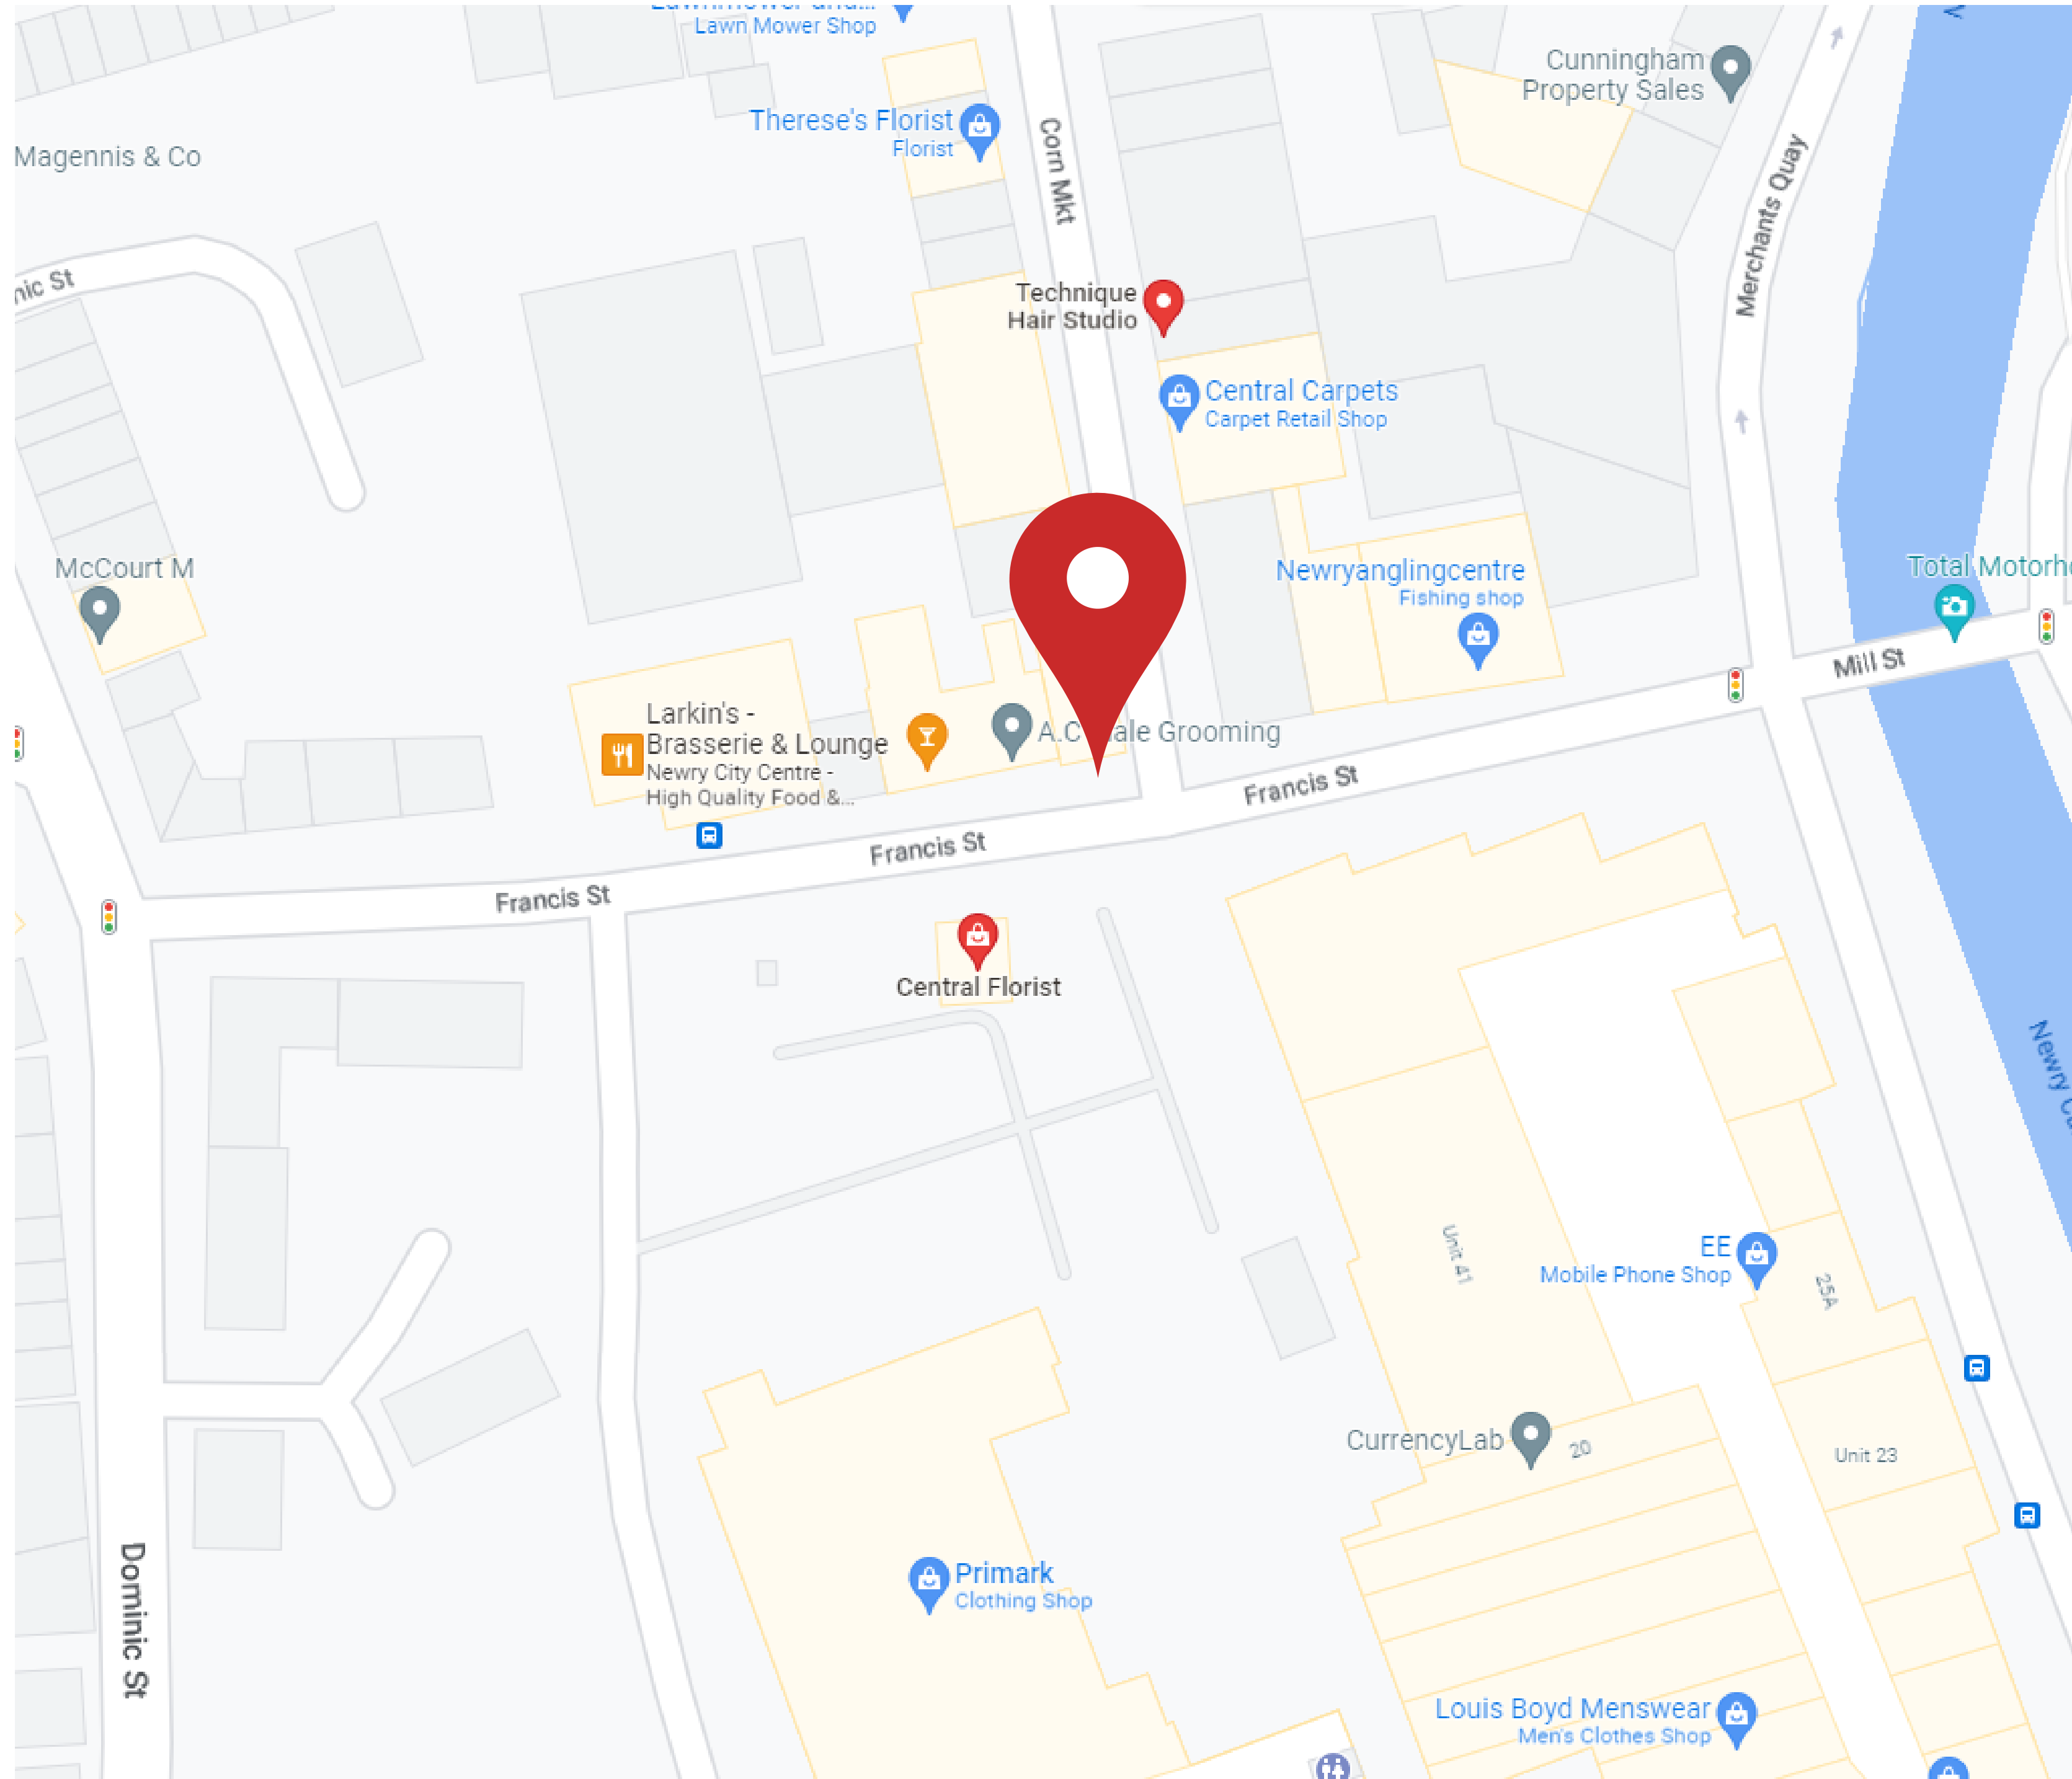 Lawn Mower Shop
Cunningham
Property Sales
Therese's Florist
Florist
Corn Mkt
Magennis & Co
Merchants Quay
nic St
Technique
Hair Studio
Central Carpets
Carpet Retail Shop
McCourt M
Newryanglingcentre
Fishing shop
Total Motorh
Mill St
Larkin's -
Brasserie & Lounge
Newry City Centre -
High Quality Food &...
A.C ale Grooming
Francis St
Francis St
Francis St
Central Florist
Newry
Unit 41
EE
Mobile Phone Shop
25A
CurrencyLab
20
Unit 23
Dominic St
Primark
Clothing Shop
Louis Boyd Menswear
Men's Clothes Shop